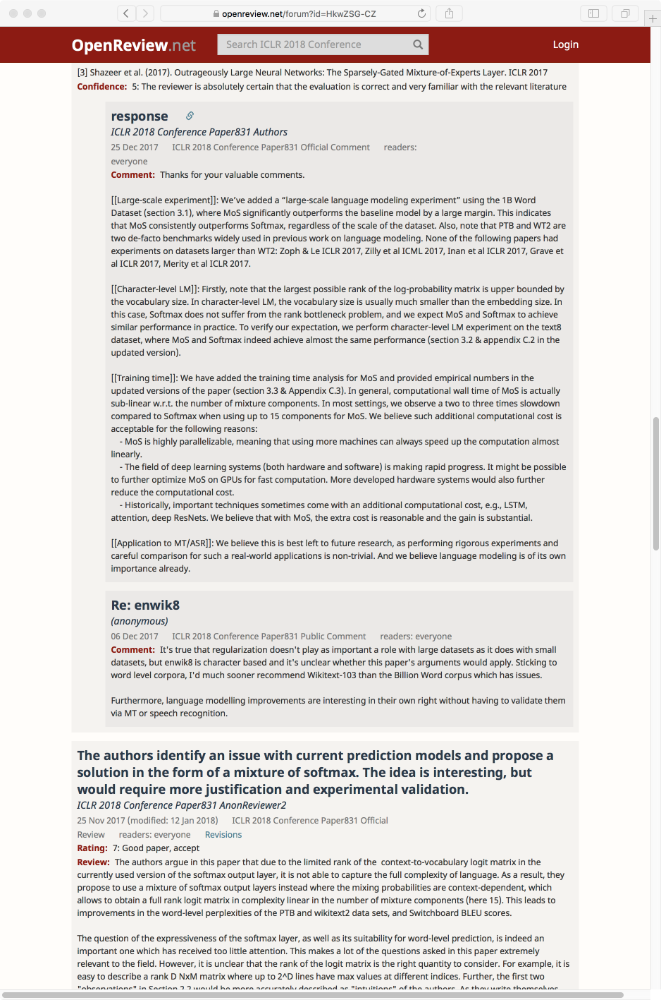 openreview.net/forum?id=HkwZSG-CZ
OpenReview.net
Search ICLR 2018 Conference
Login
[3] Shazeer et al. (2017). Outrageously Large Neural Networks: The Sparsely-Gated Mixture-of-Experts Layer. ICLR 2017
Confidence: 5: The reviewer is absolutely certain that the evaluation is correct and very familiar with the relevant literature
response
ICLR 2018 Conference Paper831 Authors
25 Dec 2017 ICLR 2018 Conference Paper831 Official Comment readers:
everyone
Comment: Thanks for your valuable comments.
[[Large-scale experiment]]: We've added a “large-scale language modeling experiment” using the 1B Word
Dataset (section 3.1), where MoS significantly outperforms the baseline model by a large margin. This indicates
that MoS consistently outperforms Softmax, regardless of the scale of the dataset. Also, note that PTB and WT2 are
two de-facto benchmarks widely used in previous work on language modeling. None of the following papers had
experiments on datasets larger than WT2: Zoph & Le ICLR 2017, Zilly et al ICML 2017, Inan et al ICLR 2017, Grave et
al ICLR 2017, Merity et al ICLR 2017.
[[Character-level LM]]: Firstly, note that the largest possible rank of the log-probability matrix is upper bounded by
the vocabulary size. In character-level LM, the vocabulary size is usually much smaller than the embedding size. In
this case, Softmax does not suffer from the rank bottleneck problem, and we expect MoS and Softmax to achieve
similar performance in practice. To verify our expectation, we perform character-level LM experiment on the text8
dataset, where MoS and Softmax indeed achieve almost the same performance (section 3.2 & appendix C.2 in the
updated version).
[[Training time]]: We have added the training time analysis for MoS and provided empirical numbers in the
updated versions of the paper (section 3.3 & Appendix C.3). In general, computational wall time of MoS is actually
sub-linear w.r.t. the number of mixture components. In most settings, we observe a two to three times slowdown
compared to Softmax when using up to 15 components for MoS. We believe such additional computational cost is
acceptable for the following reasons:
- MoS is highly parallelizable, meaning that using more machines can always speed up the computation almost
linearly.
- The field of deep learning systems (both hardware and software) is making rapid progress. It might be possible
to further optimize MoS on GPUs for fast computation. More developed hardware systems would also further
reduce the computational cost.
- Historically, important techniques sometimes come with an additional computational cost, e.g., LSTM,
attention, deep ResNets. We believe that with MoS, the extra cost is reasonable and the gain is substantial.
[[Application to MT/ASR]]: We believe this is best left to future research, as performing rigorous experiments and
careful comparison for such a real-world applications is non-trivial. And we believe language modeling is of its own
importance already.
Re: enwik8
(anonymous)
06 Dec 2017 ICLR 2018 Conference Paper831 Public Comment readers: everyone
Comment: It's true that regularization doesn't play as important a role with large datasets as it does with small
datasets, but enwik8 is character based and it's unclear whether this paper's arguments would apply. Sticking to
word level corpora, I'd much sooner recommend Wikitext-103 than the Billion Word corpus which has issues.
Furthermore, language modelling improvements are interesting in their own right without having to validate them
via MT or speech recognition.
The authors identify an issue with current prediction models and propose a
solution in the form of a mixture of softmax. The idea is interesting, but
would require more justification and experimental validation.
ICLR 2018 Conference Paper831 AnonReviewer2
25 Nov 2017 (modified: 12 Jan 2018) ICLR 2018 Conference Paper831 Official
Review readers: everyone Revisions
Rating: 7: Good paper, accept
Review: The authors argue in this paper that due to the limited rank of the context-to-vocabulary logit matrix in the
currently used version of the softmax output layer, it is not able to capture the full complexity of language. As a result, they
propose to use a mixture of softmax output layers instead where the mixing probabilities are context-dependent, which
allows to obtain a full rank logit matrix in complexity linear in the number of mixture components (here 15). This leads to
improvements in the word-level perplexities of the PTB and wikitext2 data sets, and Switchboard BLEU scores.
The question of the expressiveness of the softmax layer, as well as its suitability for word-level prediction, is indeed an
important one which has received too little attention. This makes a lot of the questions asked in this paper extremely
relevant to the field. However, it is unclear that the rank of the logit matrix is the right quantity to consider. For example, it is
easy to describe a rank D NxM matrix where up to 2^D lines have max values at different indices. Further, the first two
"observations" in Section 2.2 would be more accurately described as "intuitions" of the authors. As they write themselves